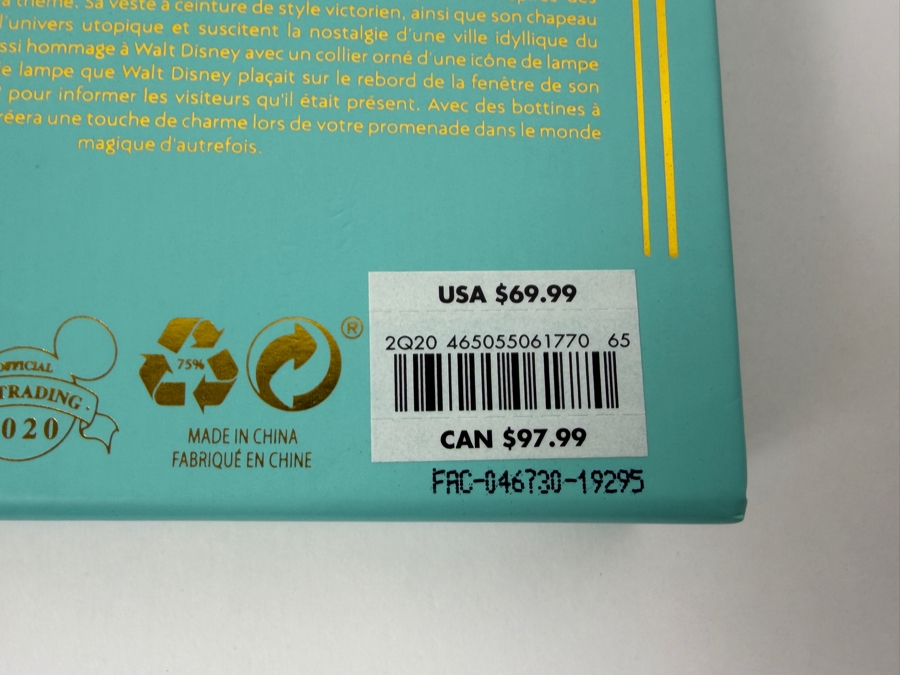 à thème. Sa veste à ceinture de style victorien, ainsi que son chapeau
l'univers utopique et suscitent la nostalgie d'une ville idyllique du
ssi hommage à Walt Disney avec un collier orné d'une icône de lampe
e lampe que Walt Disney plaçait sur le rebord de la fenêtre de son
pour informer les visiteurs qu'il était présent. Avec des bottines à
réera une touche de charme lors de votre promenade dans le monde
magique d'autrefois.
USA $69.99
2Q20 465055061770 65
CAN $97.99
FAC-046730-19295
75%
®
OFFICIAL
TRADING
2020
MADE IN CHINA
FABRIQUÉ EN CHINE